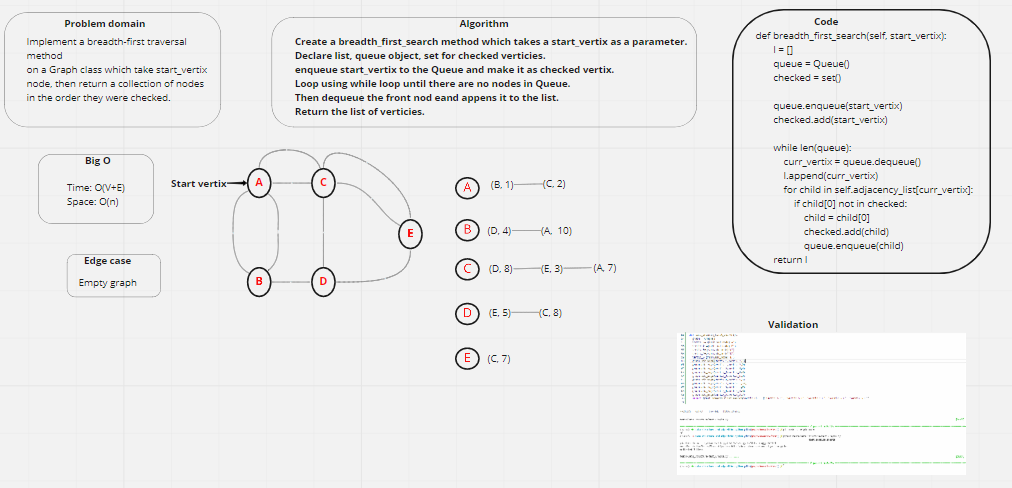 Problem domain
Implement a breadth-first traversal
method
on a Graph class which take start_vertix
node, then return a collection of nodes
in the order they were checked.
Algorithm
Create a breadth_first_search method which takes a start_vertix as a parameter.
Declare list, queue object, set for checked verticies.
enqueue start_vertix to the Queue and make it as checked vertix.
Loop using while loop until there are no nodes in Queue.
Then dequeue the front nod eand appens it to the list.
Return the list of verticies.
Code
def breadth_first_search(self, start_vertix):
l = []
queue = Queue()
checked = set()
queue.enqueue(start_vertix)
checked.add(start_vertix)
while len(queue):
curr_vertix = queue.dequeue()
l.append(curr_vertix)
for child in self.adjacency_list[curr_vertix]:
if child[0] not in checked:
child = child[0]
checked.add(child)
queue.enqueue(child)
return l
Big O
Time: O(V+E)
Space: O(n)
Edge case
Empty graph
Start vertix
A
C
E
B
D
A (B, 1) (C, 2)
B (D, 4) (A, 10)
C (D, 8) (E, 3) (A, 7)
D (E, 5) (C, 8)
E (C, 7)
Validation